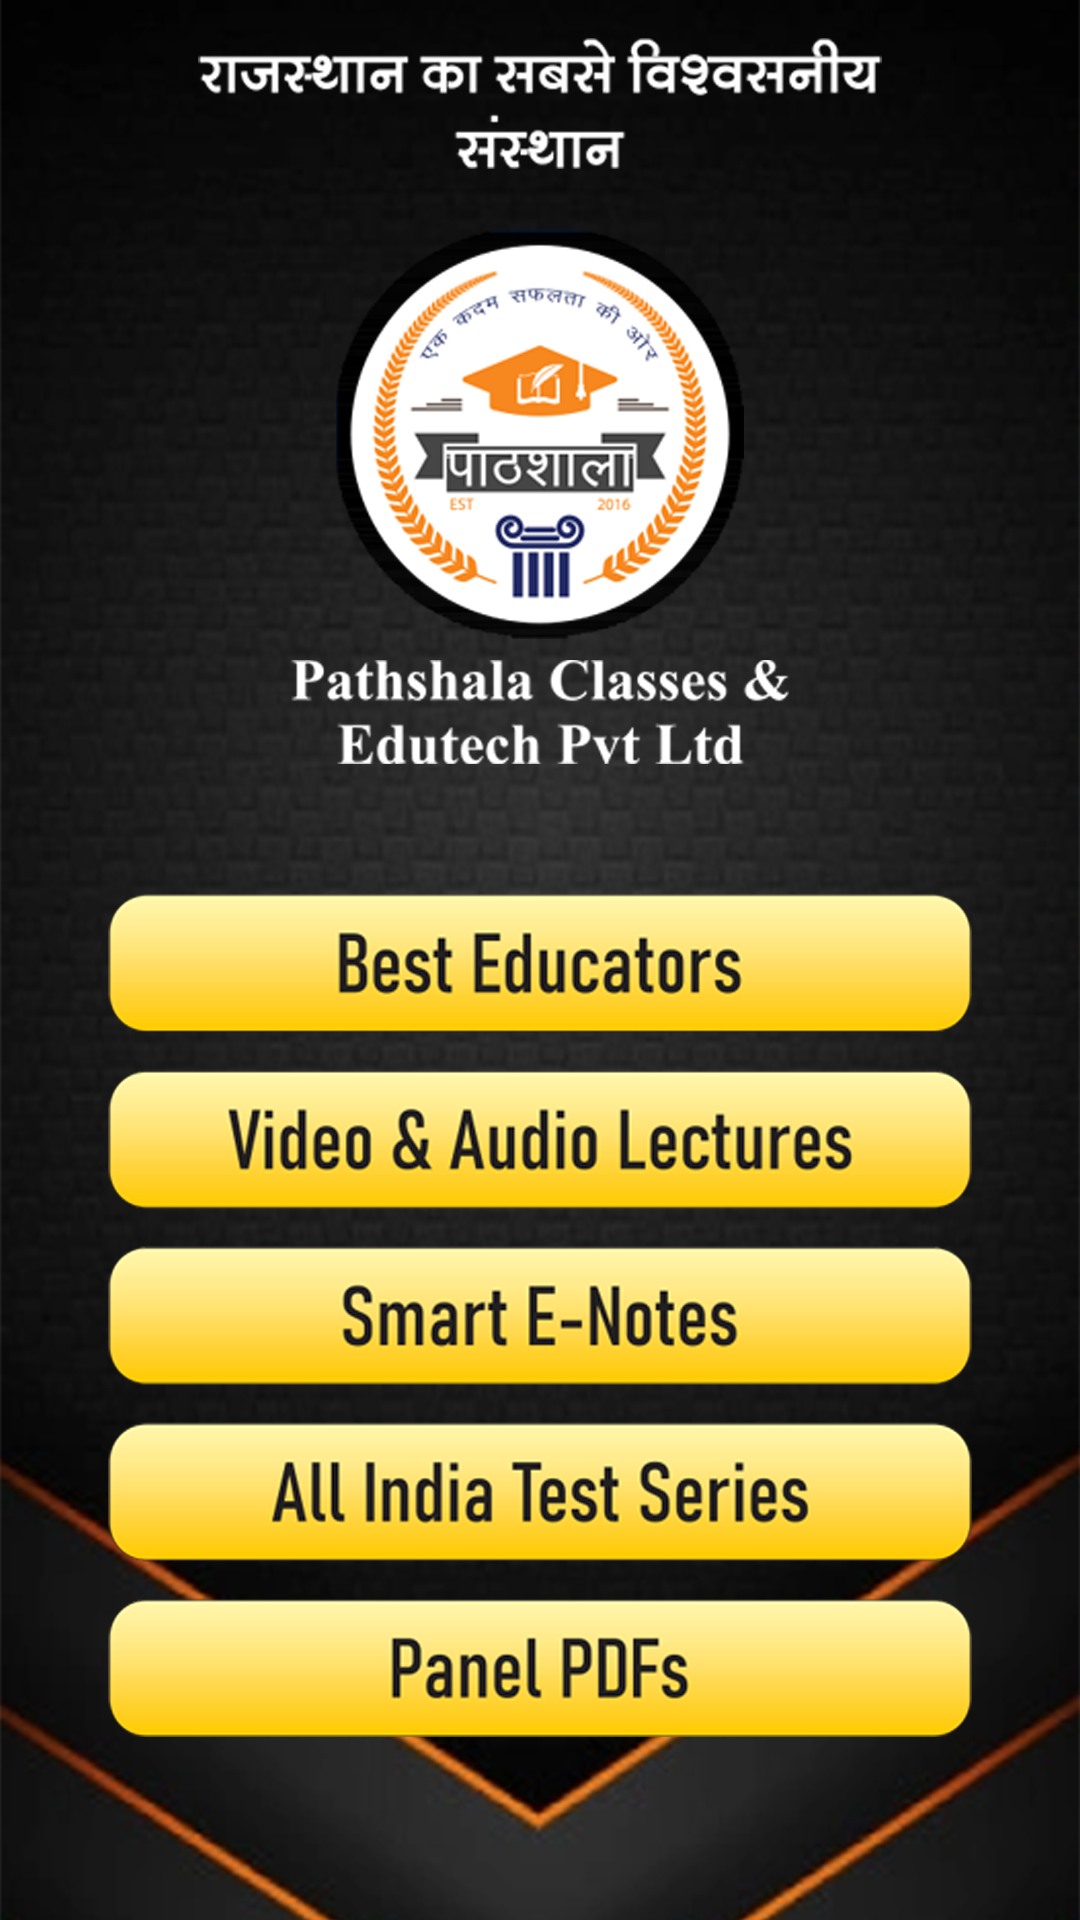 राजस्थान का सबसे विश्वसनीय
संस्थान
एक कदम सफलता की ओर
पाठशाला
EST 2016
Pathshala Classes &
Edutech Pvt Ltd
Best Educators
Video & Audio Lectures
Smart E-Notes
All India Test Series
Panel PDFs